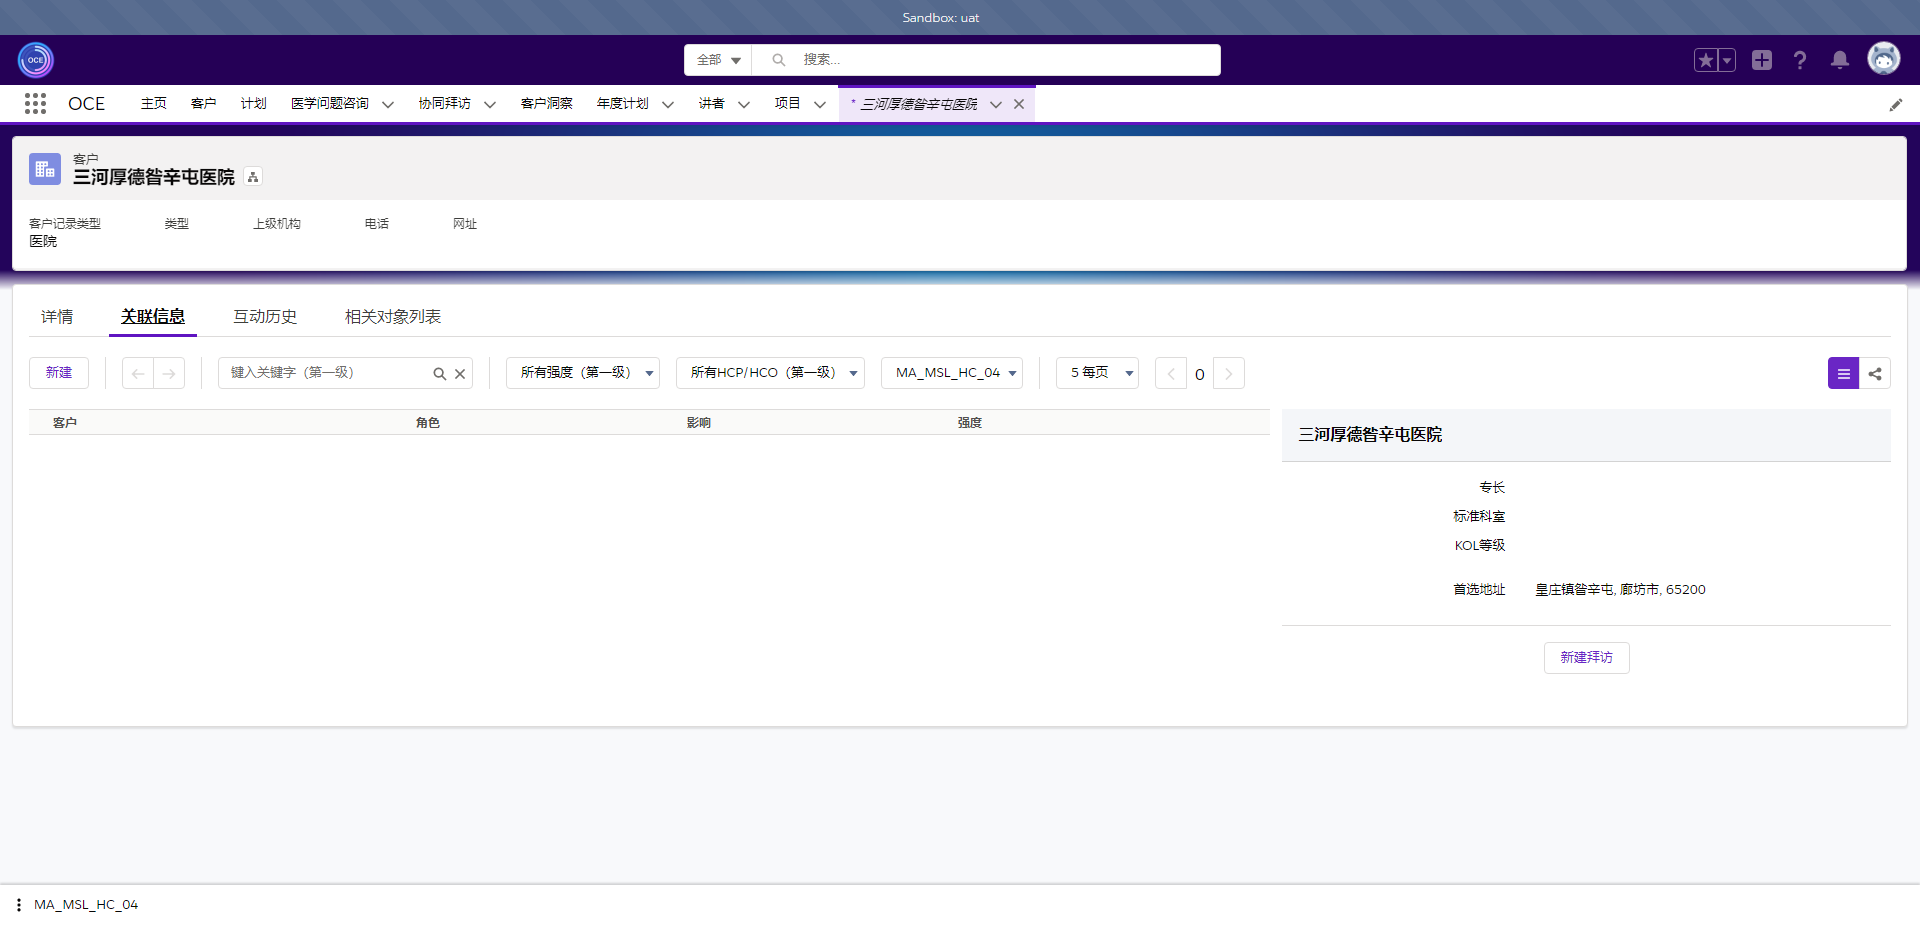 Sandbox: uat
OCE
全部
搜索...
OCE
主页
客户
计划
医学问题咨询
协同拜访
客户洞察
年度计划
讲者
项目
* 三河厚德昝辛屯医院
客户
三河厚德昝辛屯医院
客户记录类型
类型
上级机构
电话
网址
医院
详情
关联信息
互动历史
相关对象列表
新建
键入关键字（第一级）
所有强度（第一级）
所有HCP/HCO（第一级）
MA_MSL_HC_04
5 每页
0
客户
角色
影响
强度
三河厚德昝辛屯医院
专长
标准科室
KOL等级
首选地址
皇庄镇昝辛屯, 廊坊市, 65200
新建拜访
MA_MSL_HC_04